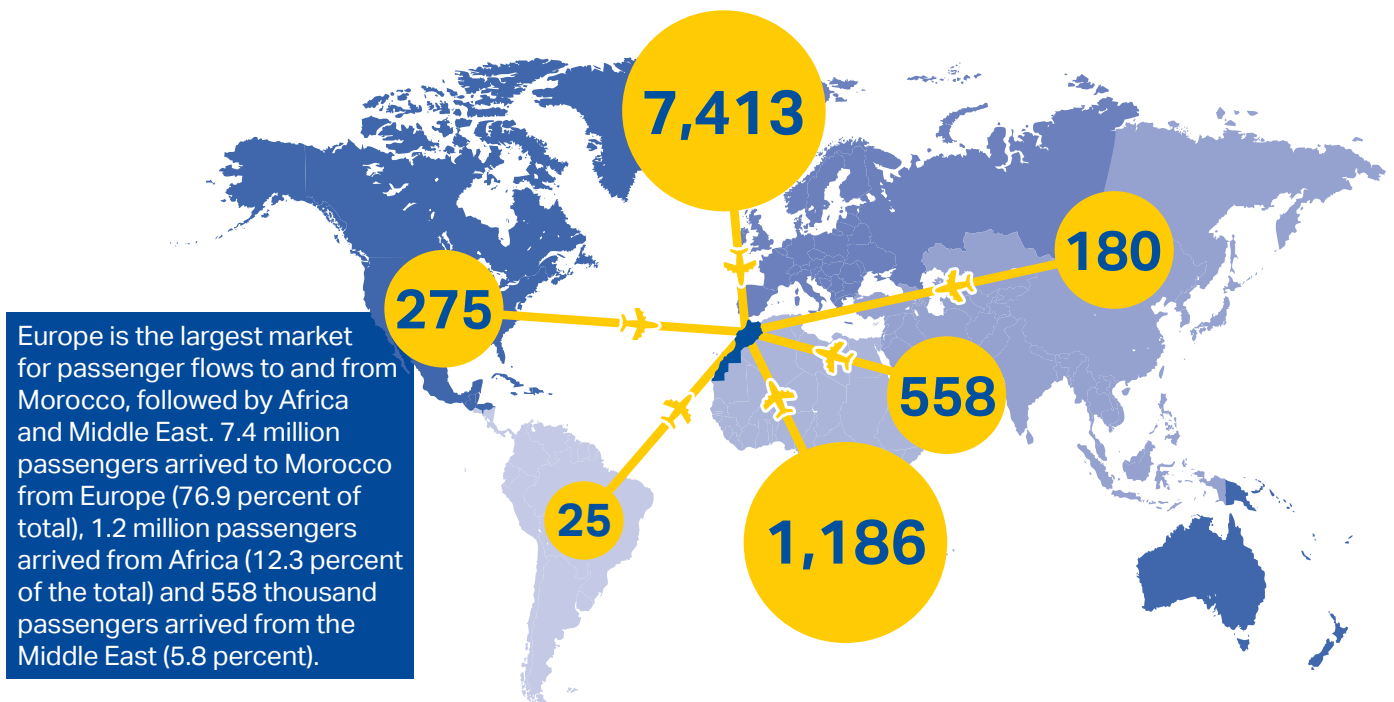 7,413
180
275
Europe is the largest market
for passenger flows to and from
Morocco, followed by Africa
and Middle East. 7.4 million
passengers arrived to Morocco
from Europe (76.9 percent of
total), 1.2 million passengers
arrived from Africa (12.3 percent
of the total) and 558 thousand
passengers arrived from the
Middle East (5.8 percent).
558
25
1,186